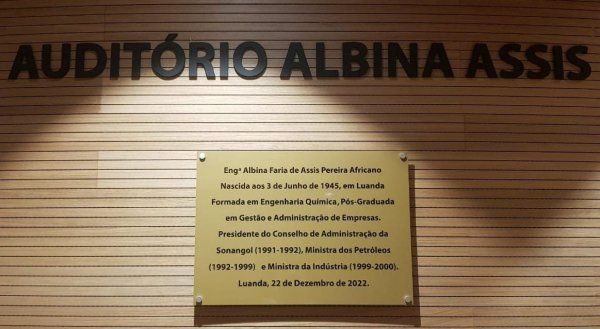 AUDITÓRIO ALBINA ASSIS
Engª Albina Faria de Assis Pereira Africano
Nascida aos 3 de Junho de 1945, em Luanda
Formada em Engenharia Química, Pós-Graduada
em Gestão e Administração de Empresas.
Presidente do Conselho de Administração da
Sonangol (1991-1992), Ministra dos Petróleos
(1992-1999) e Ministra da Indústria (1999-2000).
Luanda, 22 de Dezembro de 2022.